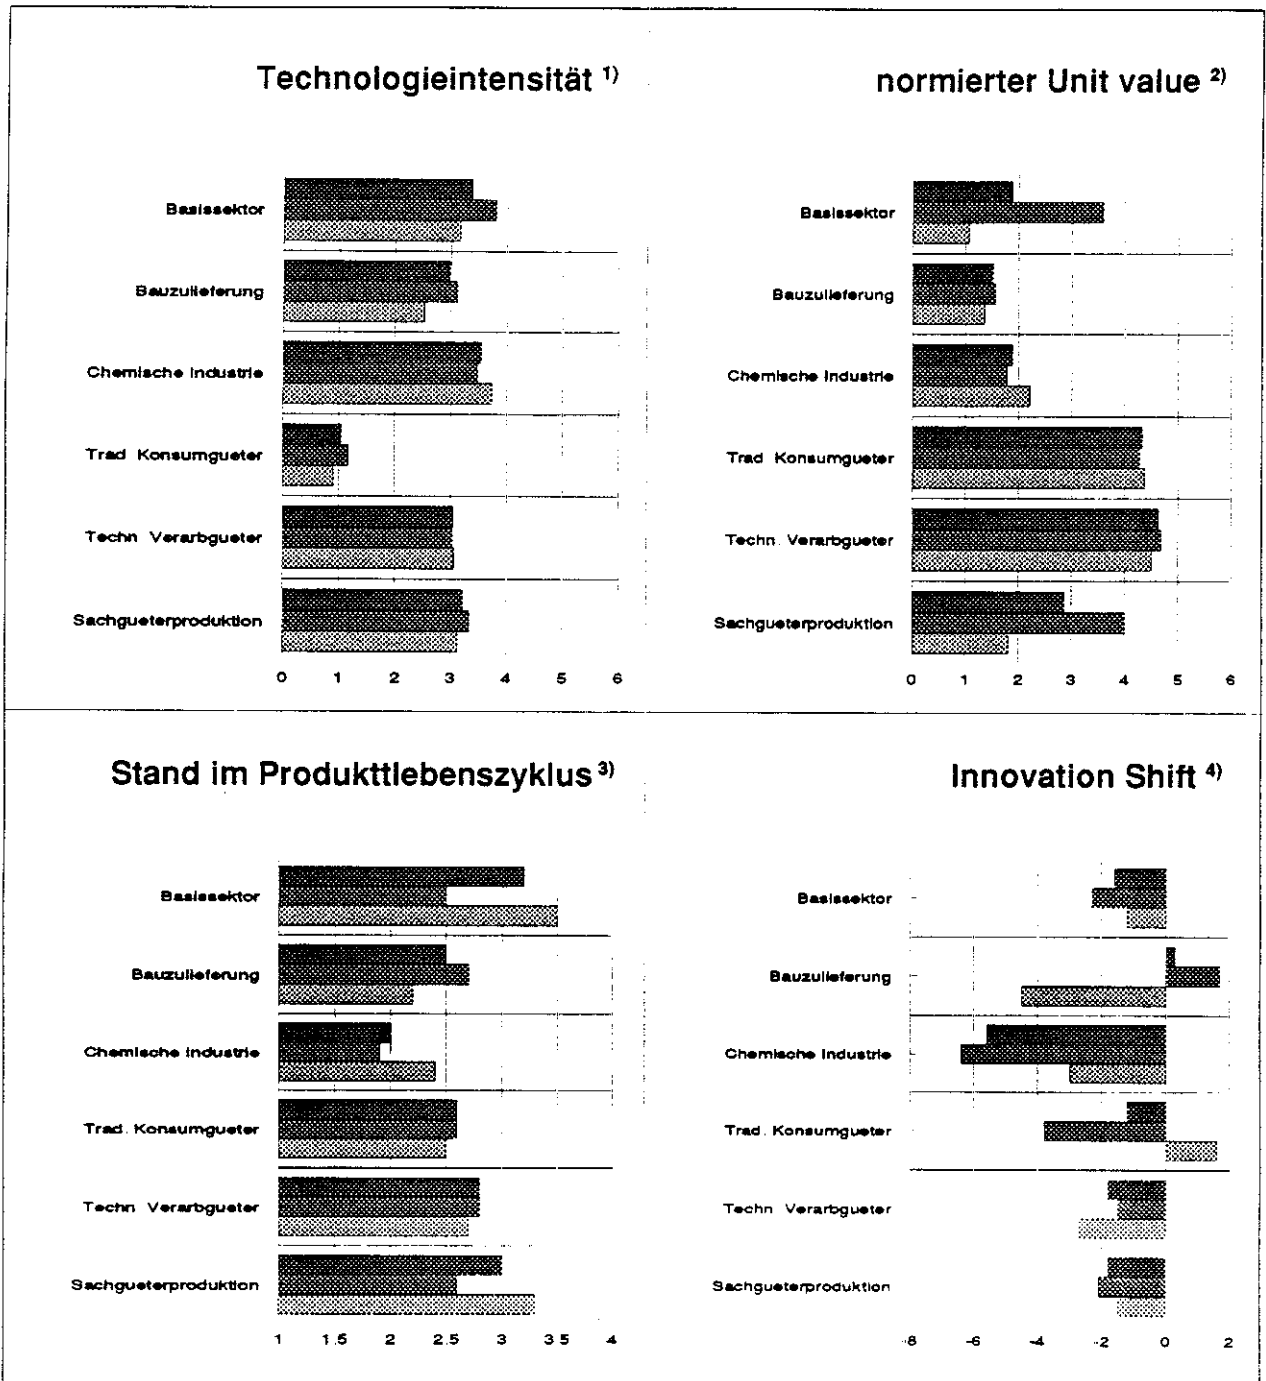 Technologieintensität 1)
Basissektor
Bauzulieferung
Chemische Industrie
Trad Konsumgueter
Techn Verarbgueter
Sachgueterproduktion
0 1 2 3 4 5 6
normierter Unit value 2)
Basissektor
Bauzulieferung
Chemische Industrie
Trad Konsumgueter
Techn. Verarbgueter
Sachgueterproduktion
0 1 2 3 4 5 6
Stand im Produkttlebenszyklus 3)
Basissektor
Bauzulieferung
Chemische Industrie
Trad. Konsumgueter
Techn Verarbgueter
Sachgueterproduktion
1 1.5 2 2.5 3 3 5 4
Innovation Shift 4)
Basissektor
Bauzulieferung
Chemische Industrie
Trad. Konsumgueter
Techn Verarbgueter
Sachgueterproduktion
-8 -6 -4 -2 0 2